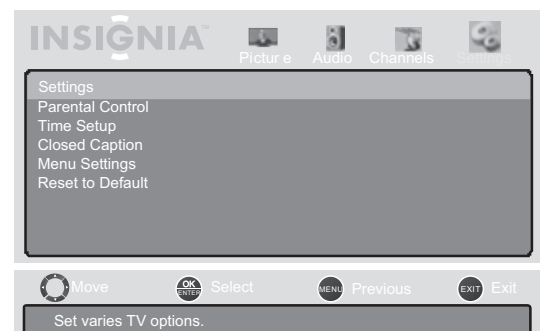 INSIGNIA™
Pictur e Audio Channels Settings
Settings
Parental Control
Time Setup
Closed Caption
Menu Settings
Reset to Default
Move OK ENTER Select MENU Previous EXIT Exit
Set varies TV options.